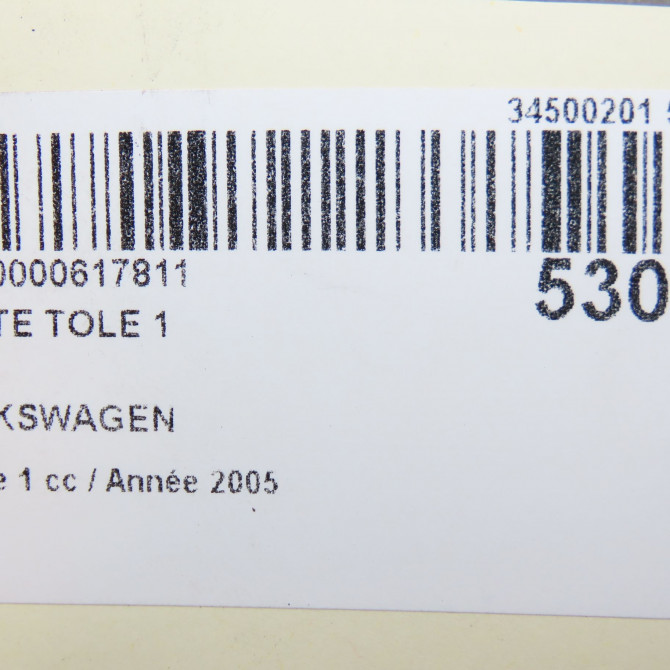 34500201
0000617811
530
TE TOLE 1
KSWAGEN
e 1 cc / Année 2005